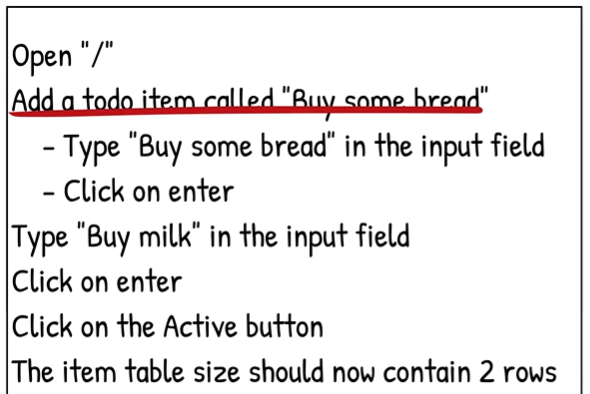 Open "/"
Add a todo item called "Buy some bread"
- Type "Buy some bread" in the input field
- Click on enter
Type "Buy milk" in the input field
Click on enter
Click on the Active button
The item table size should now contain 2 rows